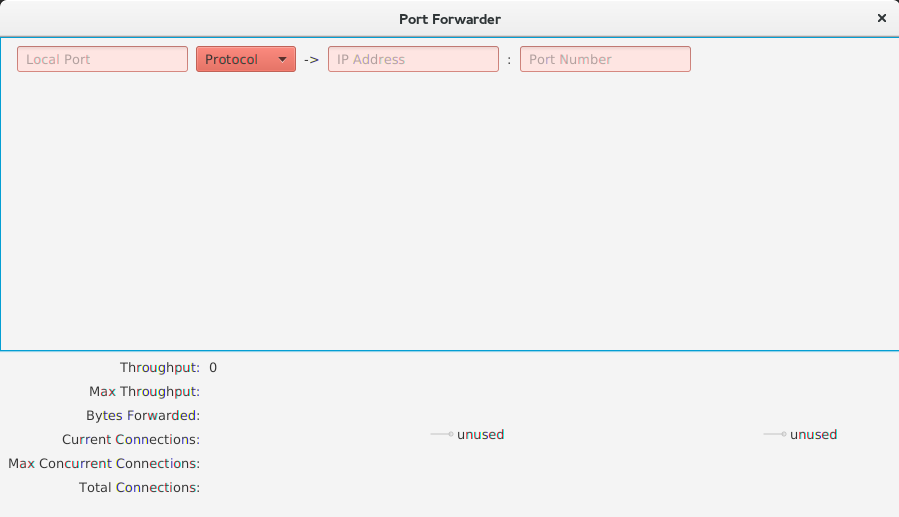 Port Forwarder ×
Local Port Protocol -> IP Address : Port Number
Throughput: 0
Max Throughput:
Bytes Forwarded:
unused unused
Current Connections:
Max Concurrent Connections:
Total Connections: